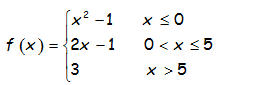 x² −1 x ≤ 0
f (x) = { 2x −1 0 < x ≤ 5
3 x > 5